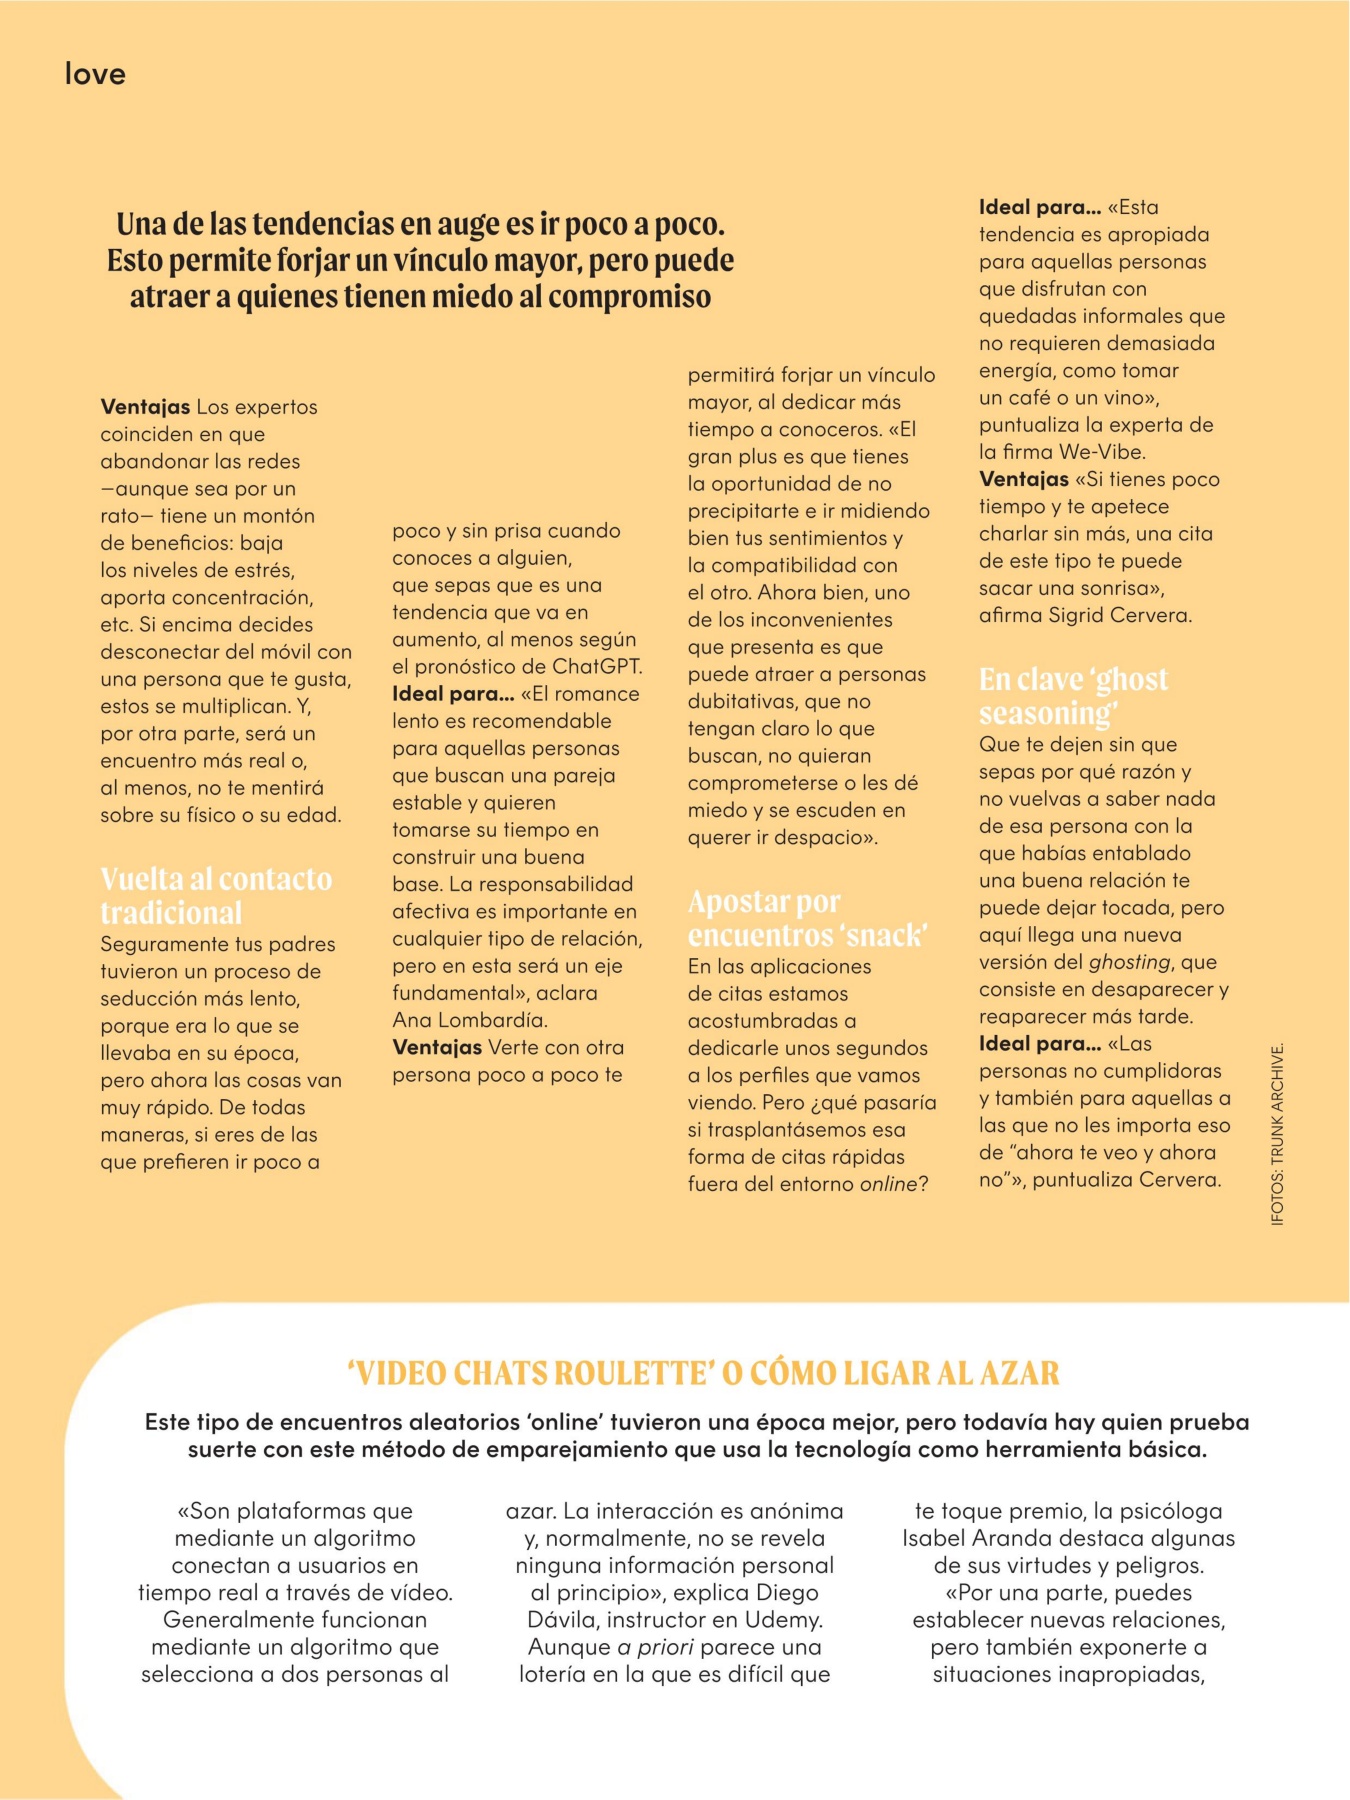 love
Una de las tendencias en auge es ir poco a poco.
Esto permite forjar un vínculo mayor, pero puede
atraer a quienes tienen miedo al compromiso
Ventajas Los expertos
coinciden en que
abandonar las redes
—aunque sea por un
rato— tiene un montón
de beneficios: baja
los niveles de estrés,
aporta concentración,
etc. Si encima decides
desconectar del móvil con
una persona que te gusta,
estos se multiplican. Y,
por otra parte, será un
encuentro más real o,
al menos, no te mentirá
sobre su físico o su edad.
Vuelta al contacto
tradicional
Seguramente tus padres
tuvieron un proceso de
seducción más lento,
porque era lo que se
llevaba en su época,
pero ahora las cosas van
muy rápido. De todas
maneras, si eres de las
que prefieren ir poco a
poco y sin prisa cuando
conoces a alguien,
que sepas que es una
tendencia que va en
aumento, al menos según
el pronóstico de ChatGPT.
Ideal para... «El romance
lento es recomendable
para aquellas personas
que buscan una pareja
estable y quieren
tomarse su tiempo en
construir una buena
base. La responsabilidad
afectiva es importante en
cualquier tipo de relación,
pero en esta será un eje
fundamental», aclara
Ana Lombardía.
Ventajas Verte con otra
persona poco a poco te
permitirá forjar un vínculo
mayor, al dedicar más
tiempo a conoceros. «El
gran plus es que tienes
la oportunidad de no
precipitarte e ir midiendo
bien tus sentimientos y
la compatibilidad con
el otro. Ahora bien, uno
de los inconvenientes
que presenta es que
puede atraer a personas
dubitativas, que no
tengan claro lo que
buscan, no quieran
comprometerse o les dé
miedo y se escuden en
querer ir despacio».
Apostar por
encuentros ‘snack’
En las aplicaciones
de citas estamos
acostumbradas a
dedicarle unos segundos
a los perfiles que vamos
viendo. Pero ¿qué pasaría
si trasplantásemos esa
forma de citas rápidas
fuera del entorno online?
Ideal para... «Esta
tendencia es apropiada
para aquellas personas
que disfrutan con
quedadas informales que
no requieren demasiada
energía, como tomar
un café o un vino»,
puntualiza la experta de
la firma We-Vibe.
Ventajas «Si tienes poco
tiempo y te apetece
charlar sin más, una cita
de este tipo te puede
sacar una sonrisa»,
afirma Sigrid Cervera.
En clave ‘ghost
seasoning’
Que te dejen sin que
sepas por qué razón y
no vuelvas a saber nada
de esa persona con la
que habías entablado
una buena relación te
puede dejar tocada, pero
aquí llega una nueva
versión del ghosting, que
consiste en desaparecer y
reaparecer más tarde.
Ideal para... «Las
personas no cumplidoras
y también para aquellas a
las que no les importa eso
de “ahora te veo y ahora
no”», puntualiza Cervera.
IFOTOS: TRUNK ARCHIVE.
‘VIDEO CHATS ROULETTE’ O CÓMO LIGAR AL AZAR
Este tipo de encuentros aleatorios ‘online’ tuvieron una época mejor, pero todavía hay quien prueba
suerte con este método de emparejamiento que usa la tecnología como herramienta básica.
«Son plataformas que
mediante un algoritmo
conectan a usuarios en
tiempo real a través de vídeo.
Generalmente funcionan
mediante un algoritmo que
selecciona a dos personas al
azar. La interacción es anónima
y, normalmente, no se revela
ninguna información personal
al principio», explica Diego
Dávila, instructor en Udemy.
Aunque a priori parece una
lotería en la que es difícil que
te toque premio, la psicóloga
Isabel Aranda destaca algunas
de sus virtudes y peligros.
«Por una parte, puedes
establecer nuevas relaciones,
pero también exponerte a
situaciones inapropiadas,